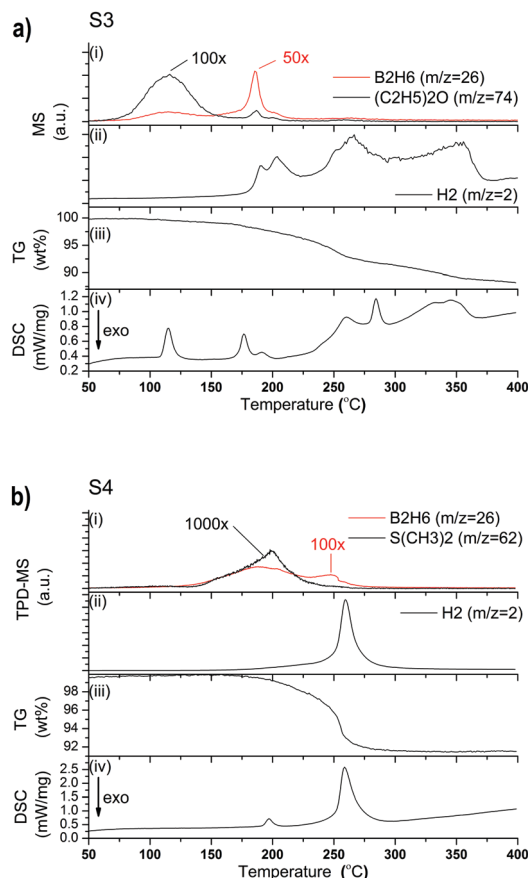 a) S3
(i)
100x
50x
B2H6 (m/z=26)
(C2H5)2O (m/z=74)
MS
(a.u.)
(ii)
H2 (m/z=2)
100
95
90
TG
(wt%)
(iii)
1.2
1.0
0.8
0.6
0.4
0.2
DSC
(mW/mg)
(iv)
exo
50 100 150 200 250 300 350 400
Temperature (°C)
b) S4
(i)
1000x
100x
B2H6 (m/z=26)
S(CH3)2 (m/z=62)
TPD-MS
(a.u.)
(ii)
H2 (m/z=2)
98
96
94
92
TG
(wt%)
(iii)
2.5
2.0
1.5
1.0
0.5
0.0
DSC
(mW/mg)
(iv)
exo
50 100 150 200 250 300 350 400
Temperature (°C)